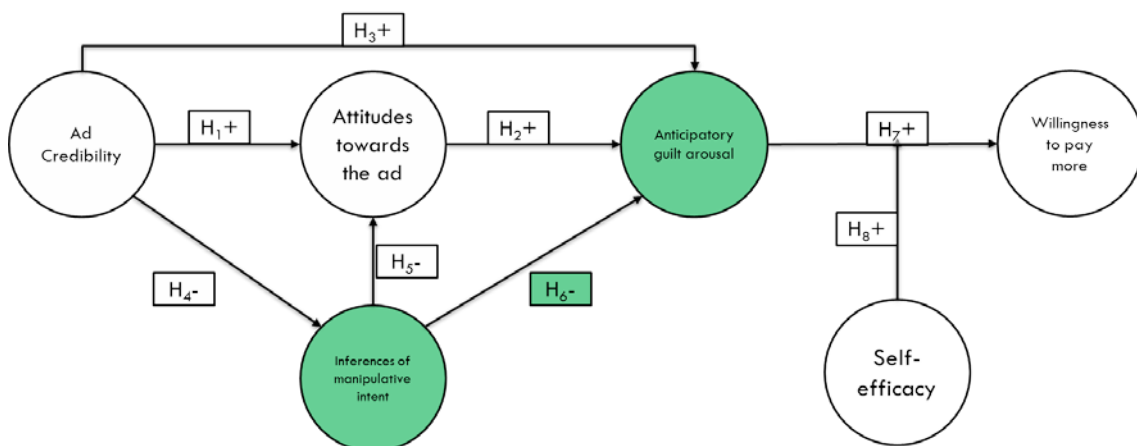 H₃+
Ad
Credibility
H₁+
Attitudes
towards
the ad
H₂+
Anticipatory
guilt arousal
H₇+
Willingness
to pay
more
H₈+
H₅-
H₄-
H₆-
Inferences of
manipulative
intent
Self-
efficacy